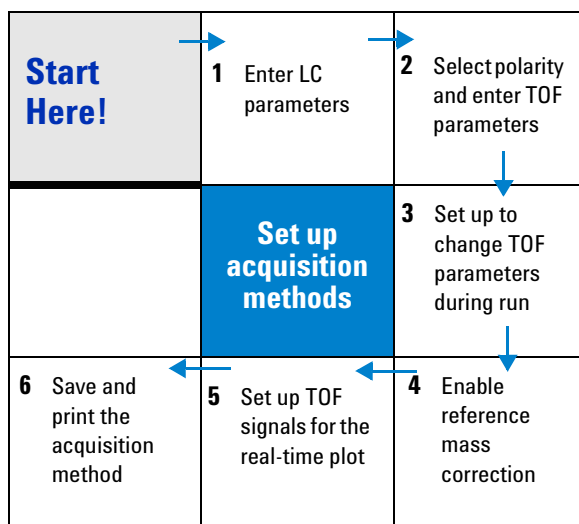 Start
Here!
1 Enter LC
parameters
2 Select polarity
and enter TOF
parameters
Set up
acquisition
methods
3 Set up to
change TOF
parameters
during run
6 Save and
print the
acquisition
method
5 Set up TOF
signals for the
real-time plot
4 Enable
reference
mass
correction